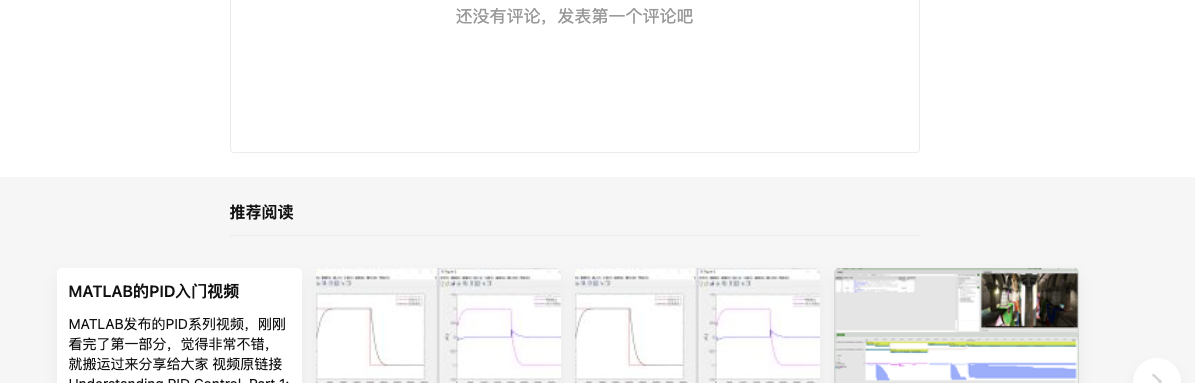 还没有评论，发表第一个评论吧
推荐阅读
MATLAB的PID入门视频
MATLAB发布的PID系列视频，刚刚
看完了第一部分，觉得非常不错，
就搬运过来分享给大家 视频原链接
Understanding PID Control, Part 1: